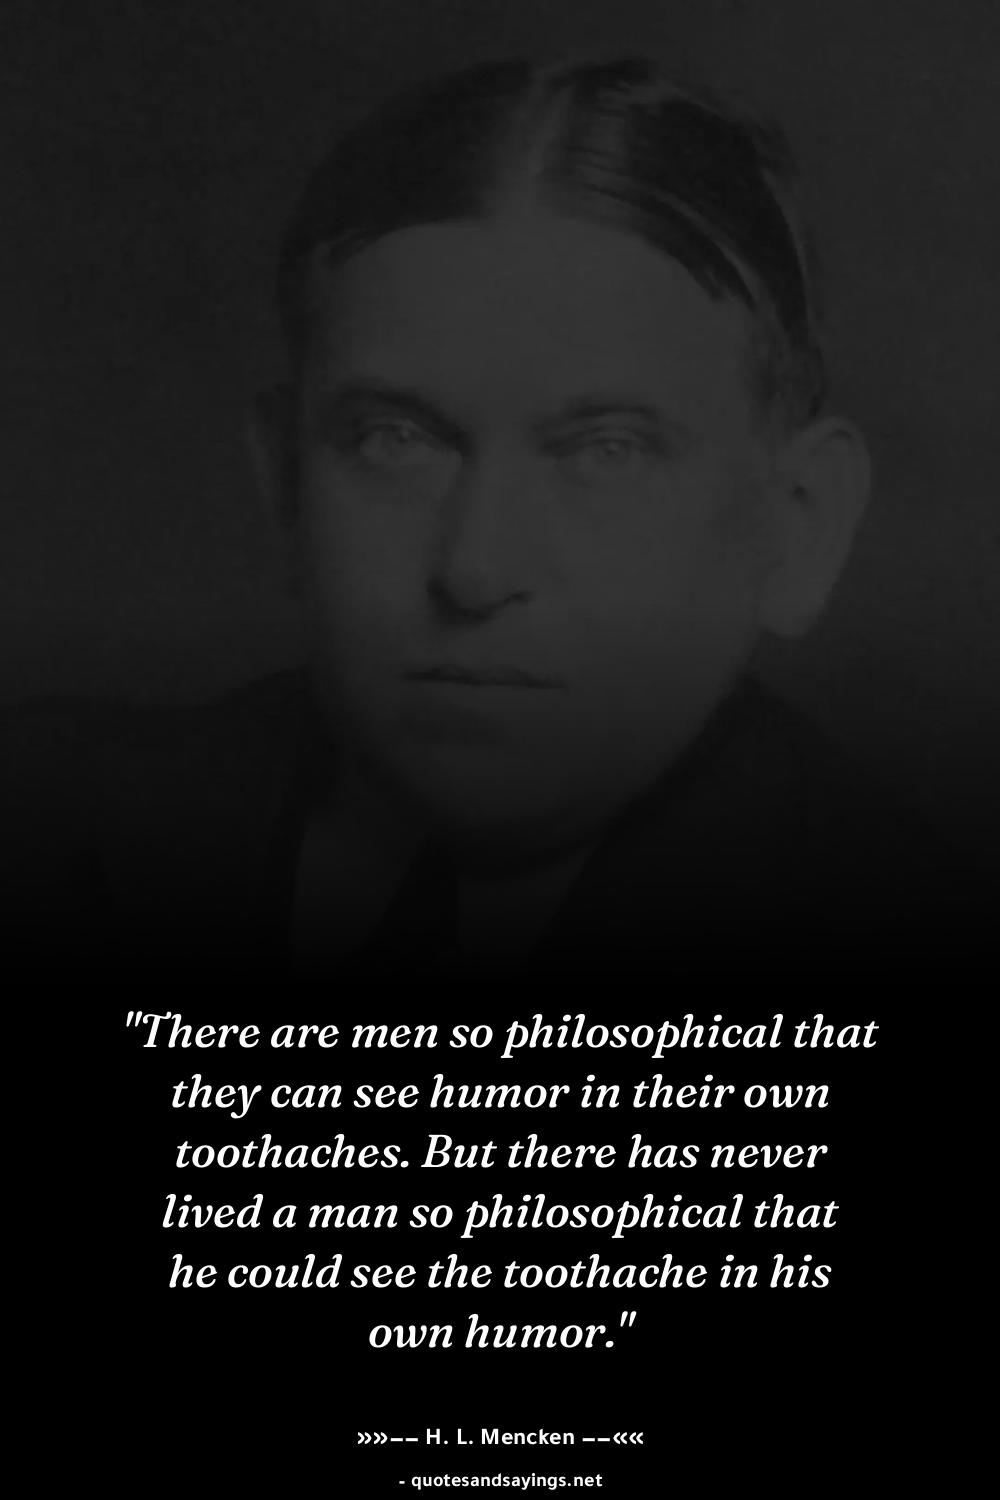 "There are men so philosophical that
they can see humor in their own
toothaches. But there has never
lived a man so philosophical that
he could see the toothache in his
own humor."
»»−− H. L. Mencken −−««
- quotesandsayings.net